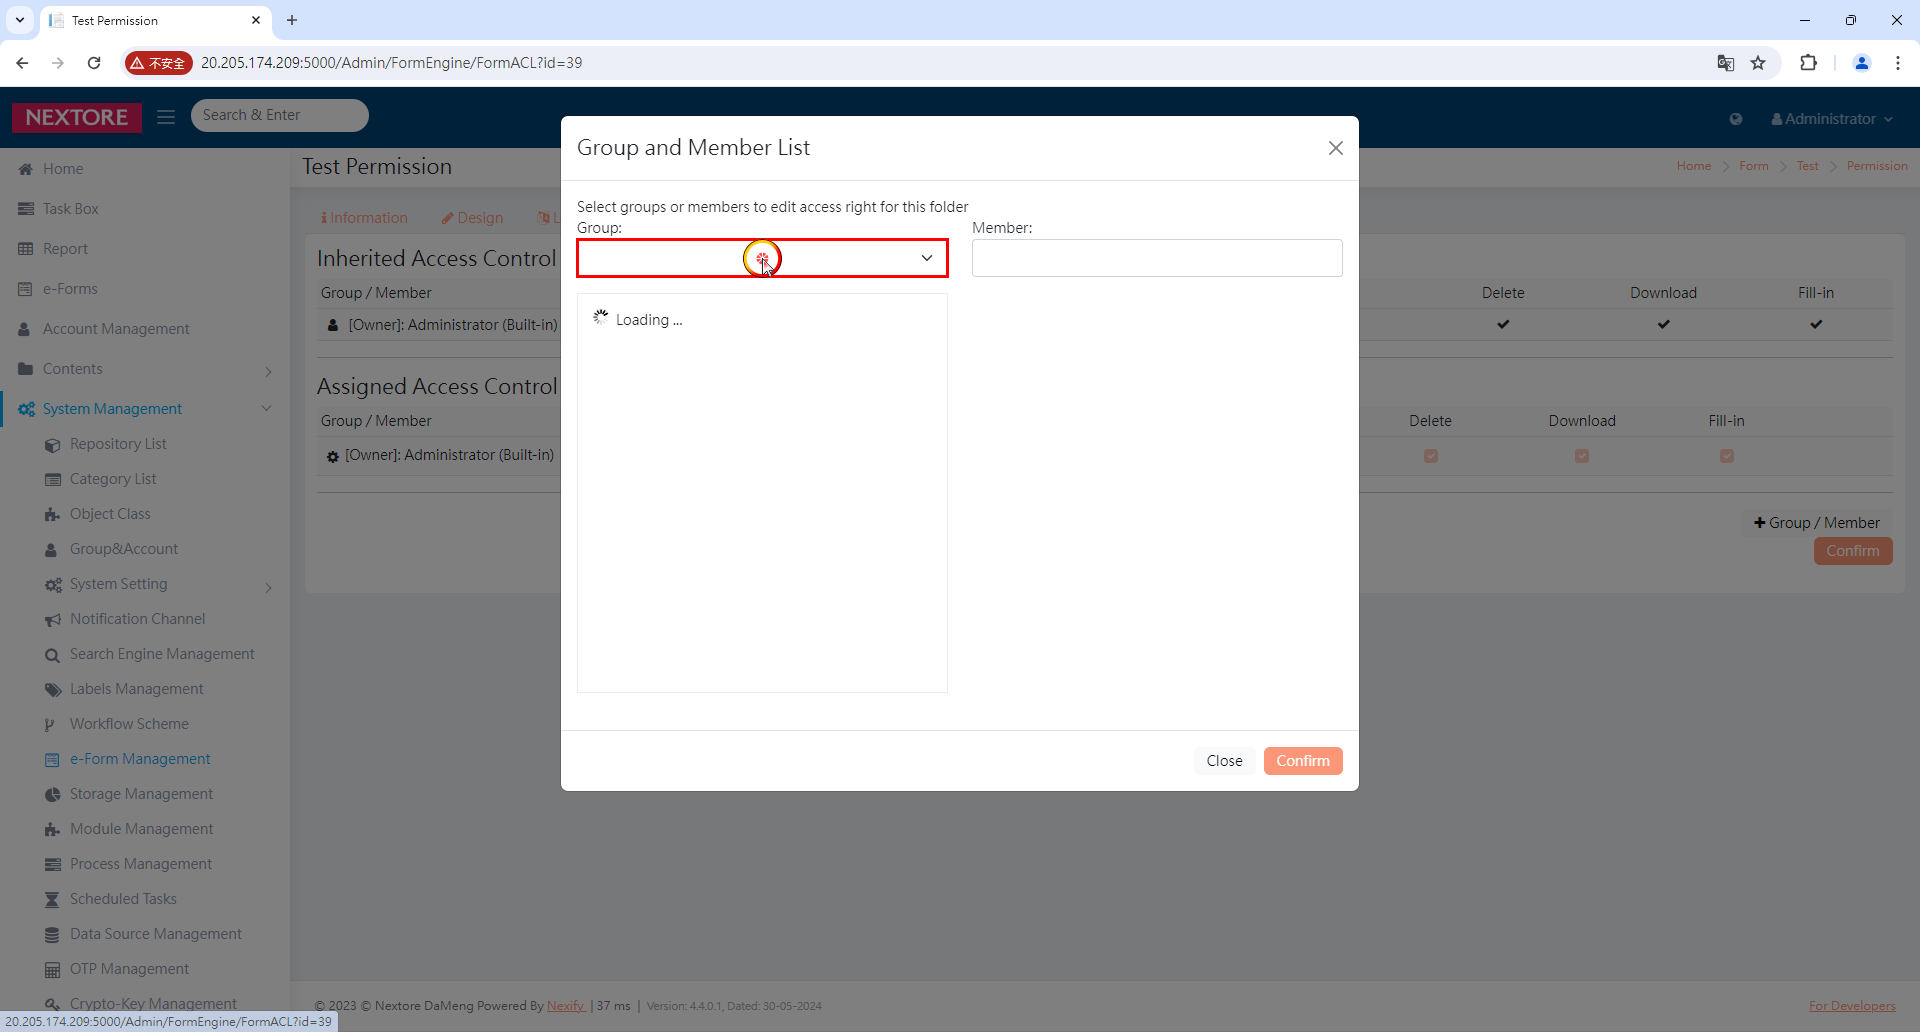 Test Permission
不安全
20.205.174.209:5000/Admin/FormEngine/FormACL?id=39
NEXTORE
Search & Enter
Administrator
Home
Task Box
Report
e-Forms
Account Management
Contents
System Management
Repository List
Category List
Object Class
Group&Account
System Setting
Notification Channel
Search Engine Management
Labels Management
Workflow Scheme
e-Form Management
Storage Management
Module Management
Process Management
Scheduled Tasks
Data Source Management
OTP Management
Crypto-Key Management
20.205.174.209:5000/Admin/FormEngine/FormACL?id=39
Test Permission
Home > Form > Test > Permission
Information Design L
Inherited Access Control
Group / Member Delete Download Fill-in
[Owner]: Administrator (Built-in)
Assigned Access Control
Group / Member Delete Download Fill-in
[Owner]: Administrator (Built-in)
Group / Member
Confirm
Group and Member List
Select groups or members to edit access right for this folder
Group: Member:
Loading ...
Close Confirm
© 2023 © Nextore DaMeng Powered By Nexify. | 37 ms | Version: 4.4.0.1, Dated: 30-05-2024
For Developers